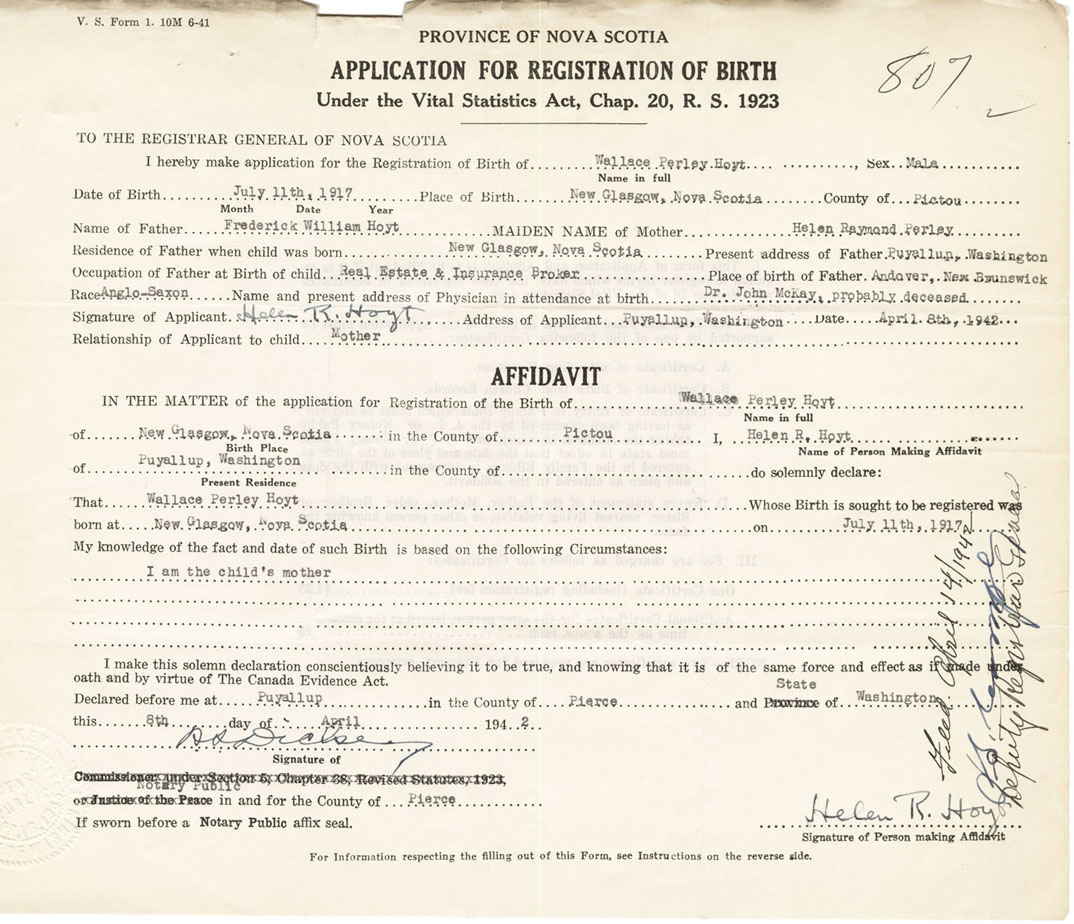 V. S. Form 1. 10M 6-41
PROVINCE OF NOVA SCOTIA
807
APPLICATION FOR REGISTRATION OF BIRTH
Under the Vital Statistics Act, Chap. 20, R. S. 1923
TO THE REGISTRAR GENERAL OF NOVA SCOTIA
I hereby make application for the Registration of Birth of Wallace Perley Hoyt, Sex Male
Name in full
Date of Birth July 11th, 1917 Place of Birth New Glasgow, Nova Scotia County of Pictou
Month Date Year
Name of Father Frederick William Hoyt MAIDEN NAME of Mother Helen Raymond Perley
Residence of Father when child was born New Glasgow, Nova Scotia Present address of Father Puyallup, Washington
Occupation of Father at Birth of child Real Estate & Insurance Broker Place of birth of Father Andover, New Brunswick
Race Anglo-Saxon Name and present address of Physician in attendance at birth Dr. John McKay, probably deceased
Signature of Applicant Helen R. Hoyt Address of Applicant Puyallup, Washington Date April 8th, 1942
Relationship of Applicant to child Mother
AFFIDAVIT
IN THE MATTER of the application for Registration of the Birth of Wallace Perley Hoyt
Name in full
of New Glasgow, Nova Scotia in the County of Pictou I, Helen R. Hoyt
Birth Place Name of Person Making Affidavit
of Puyallup, Washington in the County of do solemnly declare:
Present Residence
That Wallace Perley Hoyt Whose Birth is sought to be registered was
born at New Glasgow, Nova Scotia on July 11th, 1917
My knowledge of the fact and date of such Birth is based on the following Circumstances:
I am the child's mother
I make this solemn declaration conscientiously believing it to be true, and knowing that it is of the same force and effect as if made under
oath and by virtue of The Canada Evidence Act.
State
Declared before me at Puyallup in the County of Pierce and Province of Washington
this 8th day of April 1942
Signature of
Commissioner under Section 5, Chapter 38, Revised Statutes, 1923,
Notary Public
or Justice of the Peace in and for the County of Pierce
If sworn before a Notary Public affix seal.
Helen R. Hoyt
Signature of Person making Affidavit
For Information respecting the filling out of this Form, see Instructions on the reverse side.
Filed April 14/1942
Deputy Registrar General